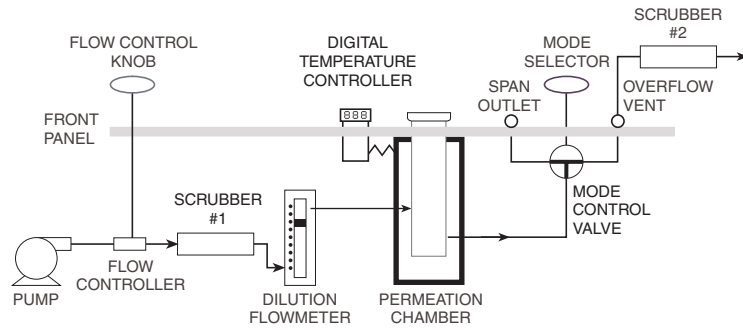 SCRUBBER
#2
FLOW CONTROL
KNOB
DIGITAL
TEMPERATURE
CONTROLLER
MODE
SELECTOR
SPAN
OUTLET
OVERFLOW
VENT
888
FRONT
PANEL
SCRUBBER
#1
MODE
CONTROL
VALVE
FLOW
CONTROLLER
PUMP
DILUTION
FLOWMETER
PERMEATION
CHAMBER